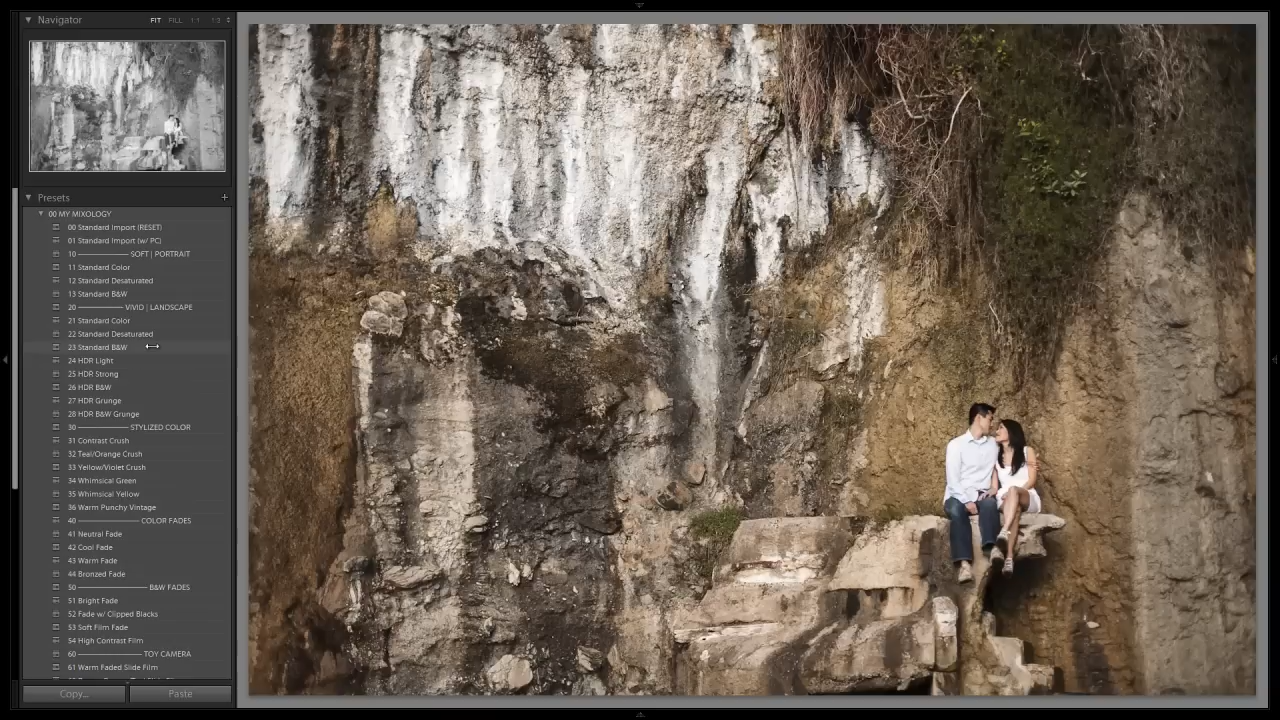 Navigator FIT FILL 1:1 1:3
Presets +
00 MY MIXOLOGY
00 Standard Import (RESET)
01 Standard Import (w/ PC)
10 ———— SOFT | PORTRAIT
11 Standard Color
12 Standard Desaturated
13 Standard B&W
20 ———— VIVID | LANDSCAPE
21 Standard Color
22 Standard Desaturated
23 Standard B&W
24 HDR Light
25 HDR Strong
26 HDR B&W
27 HDR Grunge
28 HDR B&W Grunge
30 ———— STYLIZED COLOR
31 Contrast Crush
32 Teal/Orange Crush
33 Yellow/Violet Crush
34 Whimsical Green
35 Whimsical Yellow
36 Warm Punchy Vintage
40 ———— COLOR FADES
41 Neutral Fade
42 Cool Fade
43 Warm Fade
44 Bronzed Fade
50 ———— B&W FADES
51 Bright Fade
52 Fade w/ Clipped Blacks
53 Soft Film Fade
54 High Contrast Film
60 ———— TOY CAMERA
61 Warm Faded Slide Film
Copy... Paste